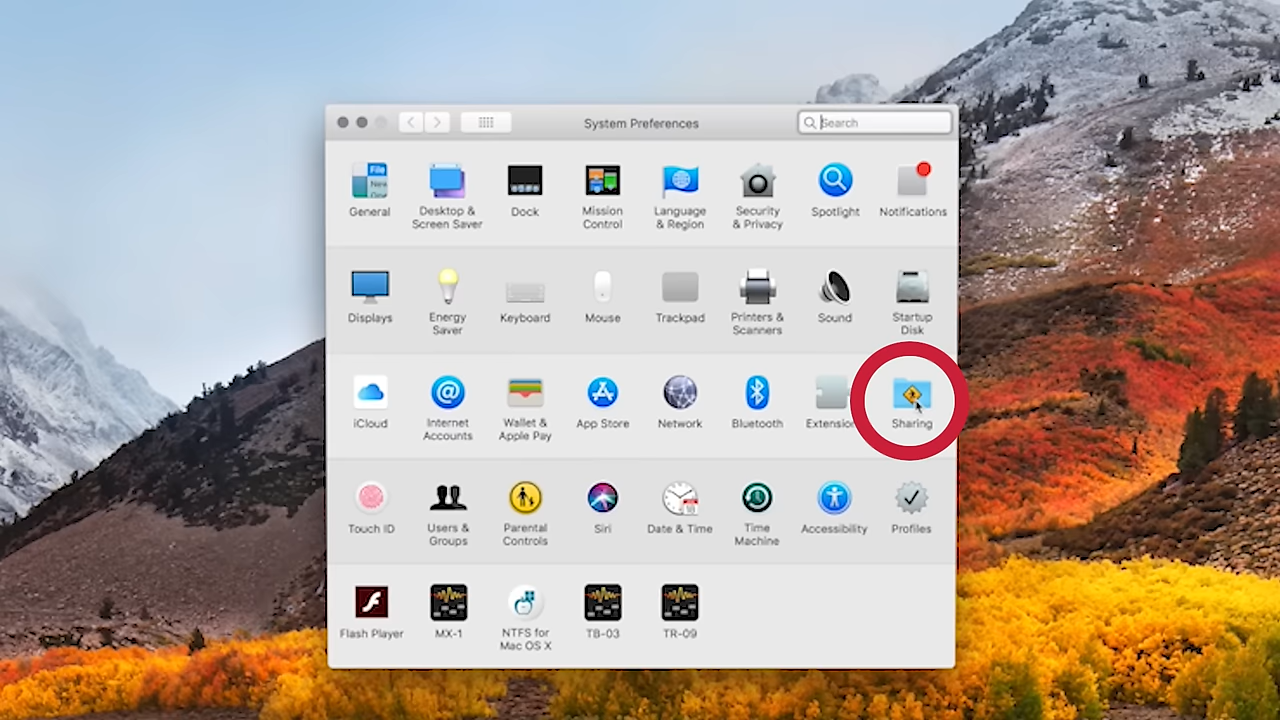 System Preferences
Search
General
Desktop &
Screen Saver
Dock
Mission
Control
Language
& Region
Security
& Privacy
Spotlight
Notifications
Displays
Energy
Saver
Keyboard
Mouse
Trackpad
Printers &
Scanners
Sound
Startup
Disk
iCloud
Internet
Accounts
Wallet &
Apple Pay
App Store
Network
Bluetooth
Extension
Sharing
Touch ID
Users &
Groups
Parental
Controls
Siri
Date & Time
Time
Machine
Accessibility
Profiles
Flash Player
MX-1
NTFS for
Mac OS X
TB-03
TR-09
File
New